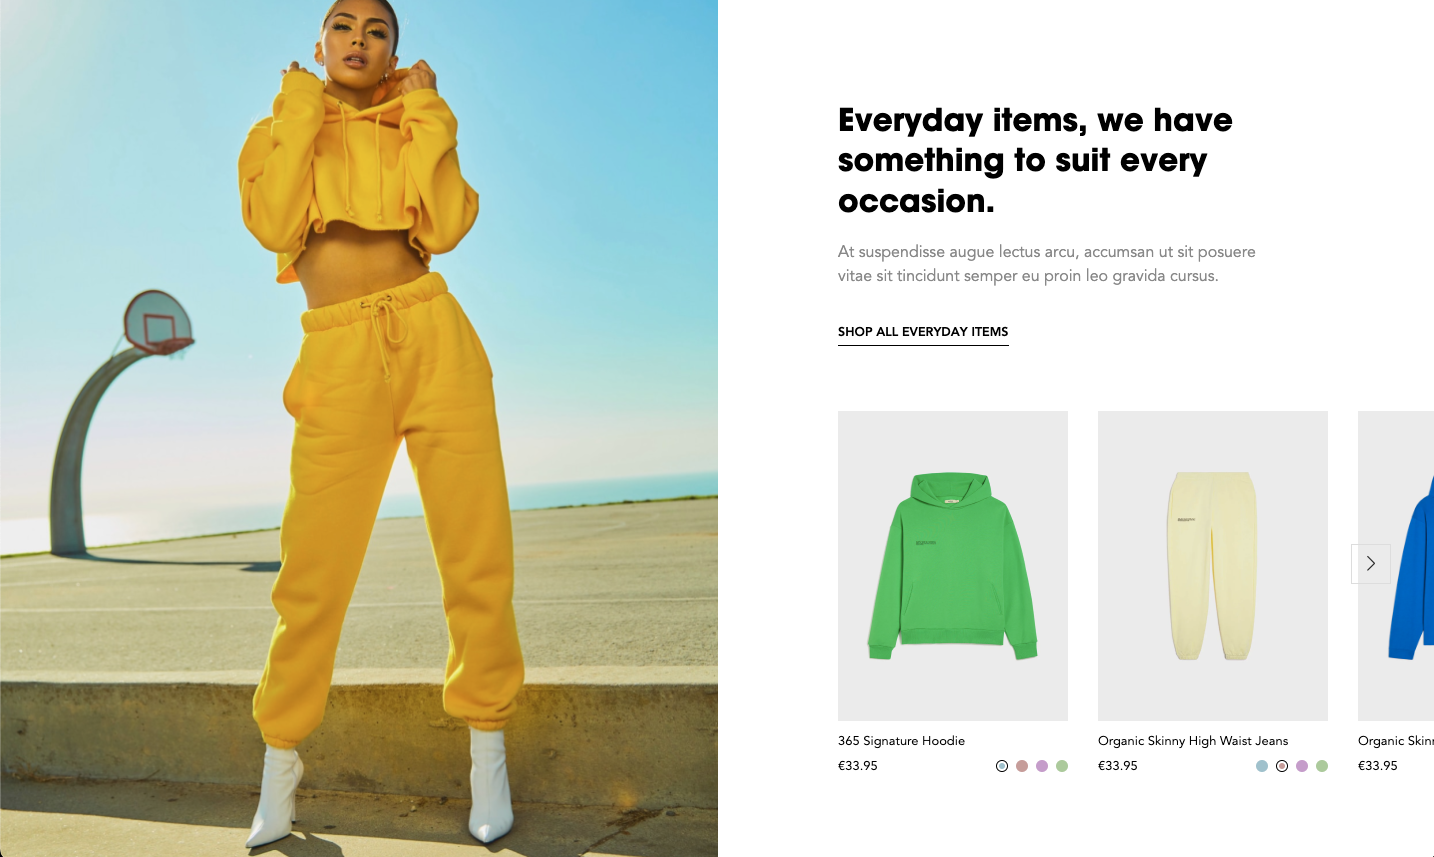 Everyday items, we have
something to suit every
occasion.
At suspendisse augue lectus arcu, accumsan ut sit posuere
vitae sit tincidunt semper eu proin leo gravida cursus.
SHOP ALL EVERYDAY ITEMS
365 Signature Hoodie
€33.95
Organic Skinny High Waist Jeans
€33.95
Organic
€33.95